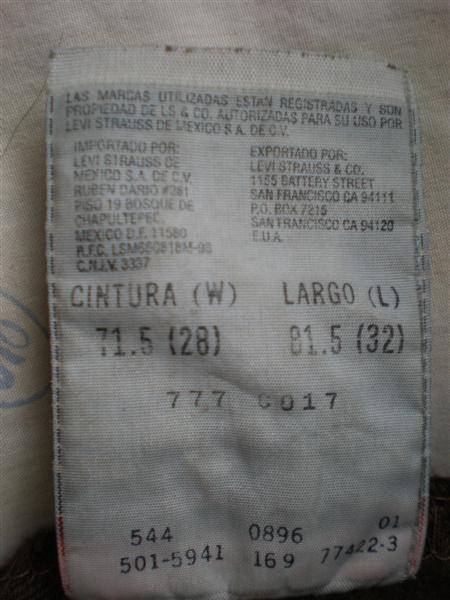 LAS MARCAS UTILIZADAS ESTAN REGISTRADAS Y SON
PROPIEDAD DE LS & CO. AUTORIZADAS PARA SU USO POR
LEVI STRAUSS DE MEXICO S.A. DE C.V.
IMPORTADO POR:
LEVI STRAUSS DE
MEXICO S.A. DE C.V.
RUBEN DARIO #281
PISO 19 BOSQUE DE
CHAPULTEPEC.
MEXICO D.F. 11580
R.F.C.
C.N.I.V. 3337
EXPORTADO POR:
LEVI STRAUSS & CO.
1155 BATTERY STREET
SAN FRANCISCO CA 94111
P.O. BOX 7215
SAN FRANCISCO CA 94120
E.U.A.
CINTURA (W) LARGO (L)
71.5 (28) 81.5 (32)
777 6017
544 0896 01
501-5941 169 77422-3